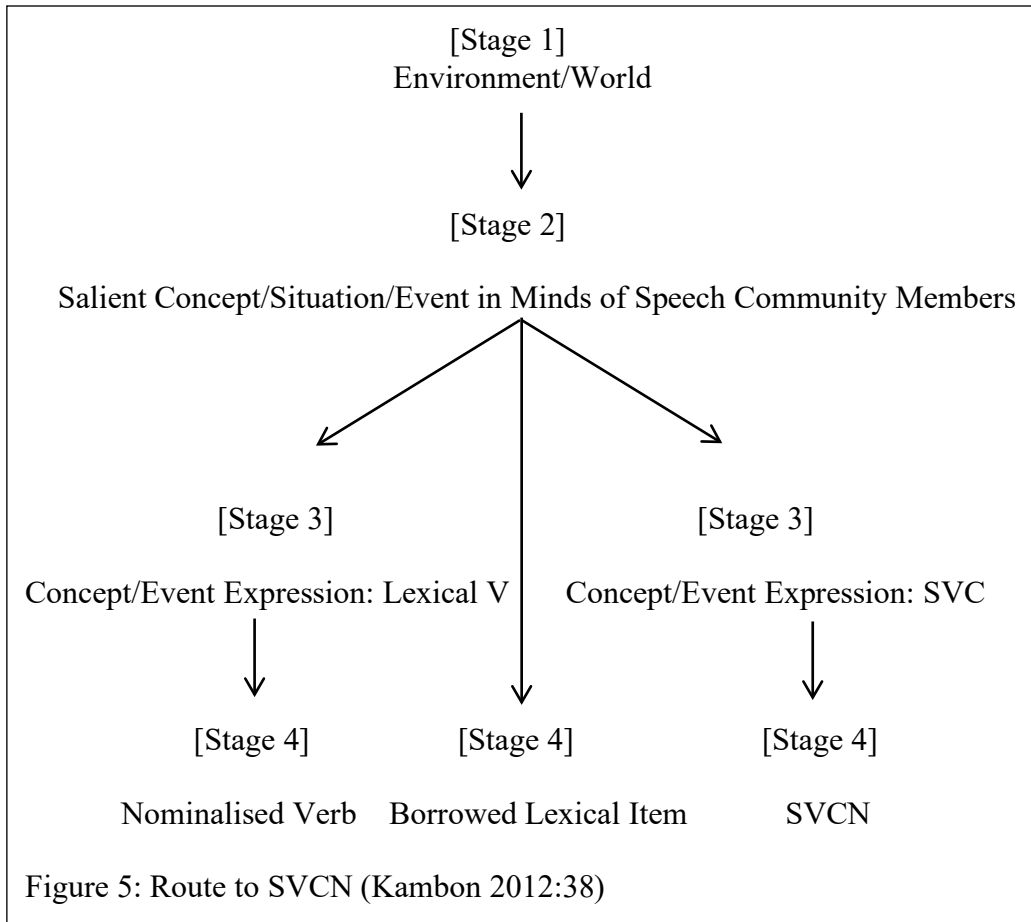 [Stage 1]
Environment/World
[Stage 2]
Salient Concept/Situation/Event in Minds of Speech Community Members
[Stage 3] [Stage 3]
Concept/Event Expression: Lexical V Concept/Event Expression: SVC
[Stage 4] [Stage 4] [Stage 4]
Nominalised Verb Borrowed Lexical Item SVCN
Figure 5: Route to SVCN (Kambon 2012:38)